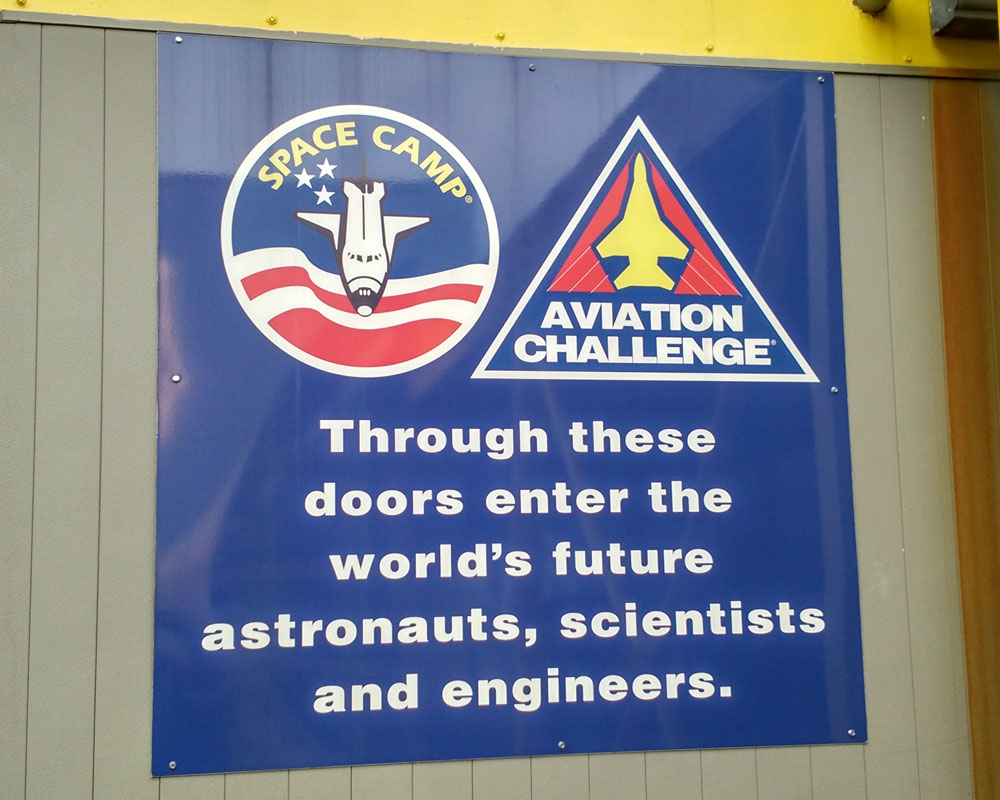 SPACE CAMP®
AVIATION
CHALLENGE®
Through these
doors enter the
world's future
astronauts, scientists
and engineers.